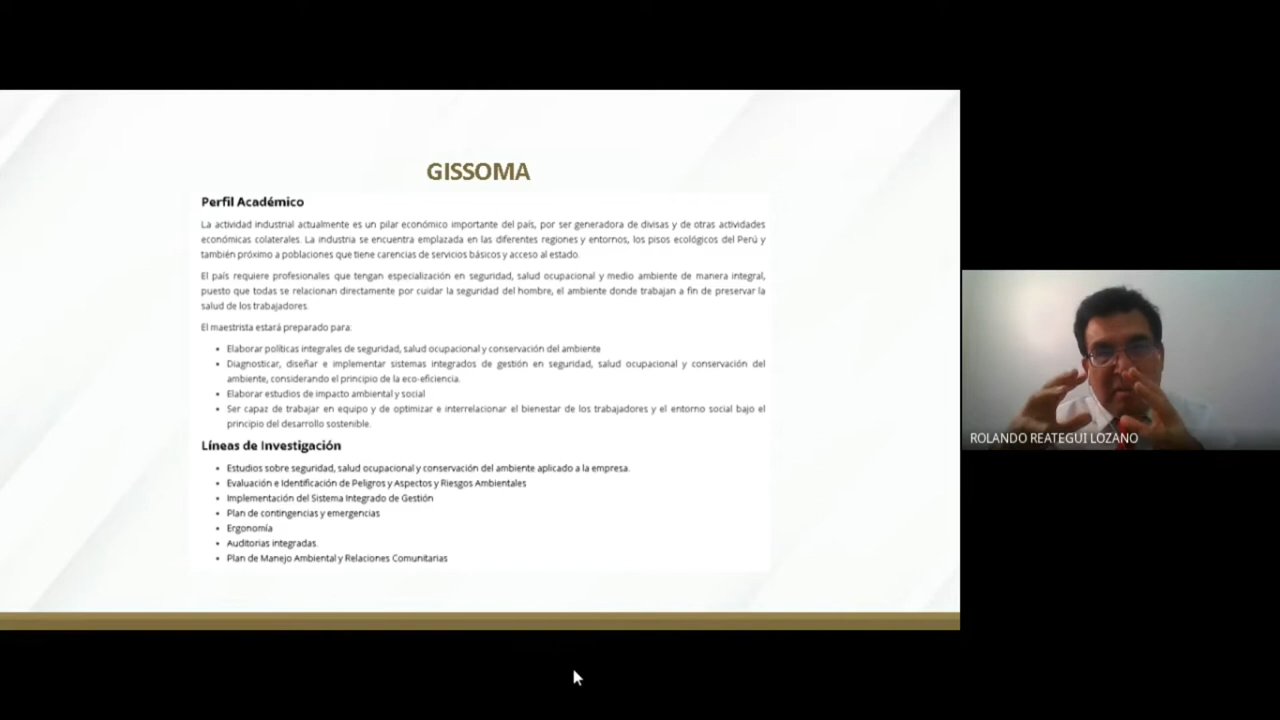 GISSOMA
Perfil Académico
La actividad industrial actualmente es un pilar económico importante del país, por ser generadora de divisas y de otras actividades
económicas colaterales. La industria se encuentra emplazada en las diferentes regiones y entornos, los pisos ecológicos del Perú y
también próximo a poblaciones que tiene carencias de servicios básicos y acceso al estado.
El país requiere profesionales que tengan especialización en seguridad, salud ocupacional y medio ambiente de manera integral,
puesto que todas se relacionan directamente por cuidar la seguridad del hombre, el ambiente donde trabajan a fin de preservar la
salud de los trabajadores.
El maestrista estará preparado para:
• Elaborar políticas integrales de seguridad, salud ocupacional y conservación del ambiente
• Diagnosticar, diseñar e implementar sistemas integrados de gestión en seguridad, salud ocupacional y conservación del
ambiente, considerando el principio de la eco-eficiencia.
• Elaborar estudios de impacto ambiental y social
• Ser capaz de trabajar en equipo y de optimizar e interrelacionar el bienestar de los trabajadores y el entorno social bajo el
principio del desarrollo sostenible.
Líneas de Investigación
• Estudios sobre seguridad, salud ocupacional y conservación del ambiente aplicado a la empresa.
• Evaluación e Identificación de Peligros y Aspectos y Riesgos Ambientales
• Implementación del Sistema Integrado de Gestión
• Plan de contingencias y emergencias
• Ergonomía
• Auditorias integradas.
• Plan de Manejo Ambiental y Relaciones Comunitarias
ROLANDO REATEGUI LOZANO